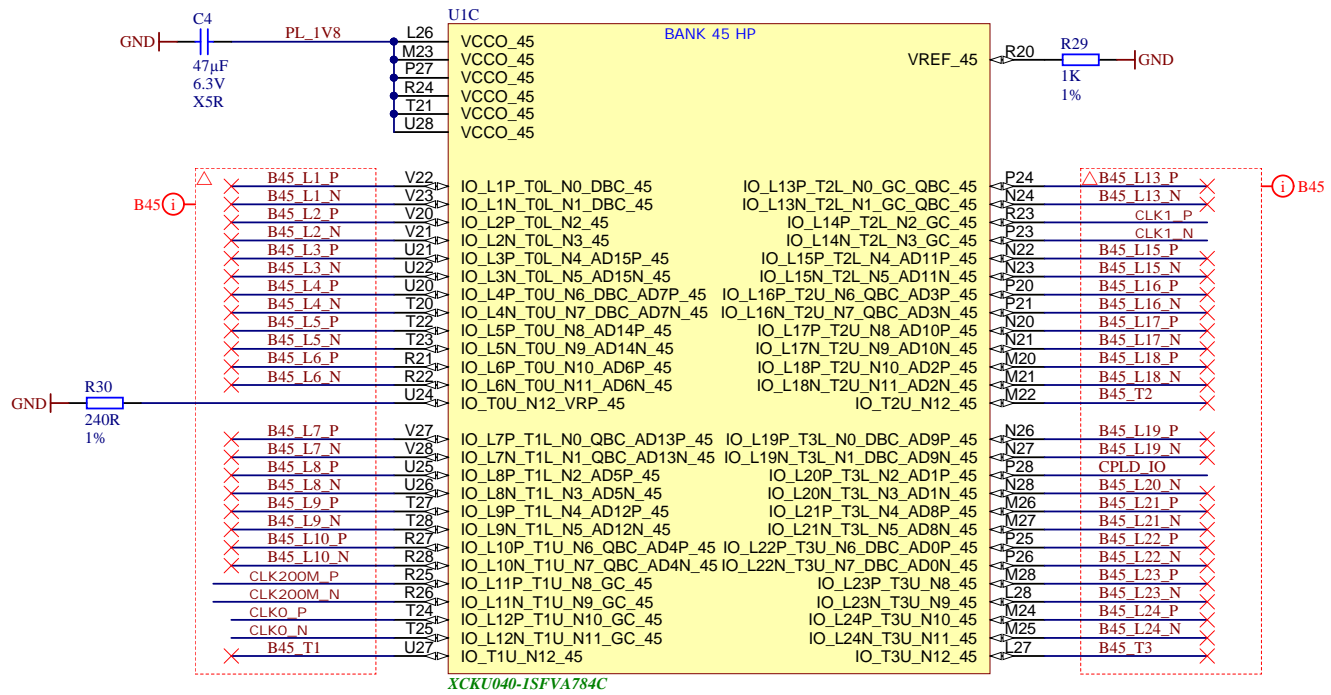 U1C
BANK 45 HP
C4
GND
47µF
6.3V
X5R
PL_1V8
L26 VCCO_45
M23 VCCO_45
P27 VCCO_45
R24 VCCO_45
T21 VCCO_45
U28 VCCO_45
VREF_45 R20
R29
GND
1K
1%
B45 i
B45_L1_P V22 IO_L1P_T0L_N0_DBC_45
B45_L1_N V23 IO_L1N_T0L_N1_DBC_45
B45_L2_P V20 IO_L2P_T0L_N2_45
B45_L2_N V21 IO_L2N_T0L_N3_45
B45_L3_P U21 IO_L3P_T0L_N4_AD15P_45
B45_L3_N U22 IO_L3N_T0L_N5_AD15N_45
B45_L4_P U20 IO_L4P_T0U_N6_DBC_AD7P_45
B45_L4_N T20 IO_L4N_T0U_N7_DBC_AD7N_45
B45_L5_P T22 IO_L5P_T0U_N8_AD14P_45
B45_L5_N T23 IO_L5N_T0U_N9_AD14N_45
B45_L6_P R21 IO_L6P_T0U_N10_AD6P_45
B45_L6_N R22 IO_L6N_T0U_N11_AD6N_45
R30
GND
240R
1%
U24 IO_T0U_N12_VRP_45
B45_L7_P V27 IO_L7P_T1L_N0_QBC_AD13P_45
B45_L7_N V28 IO_L7N_T1L_N1_QBC_AD13N_45
B45_L8_P U25 IO_L8P_T1L_N2_AD5P_45
B45_L8_N U26 IO_L8N_T1L_N3_AD5N_45
B45_L9_P T27 IO_L9P_T1L_N4_AD12P_45
B45_L9_N T28 IO_L9N_T1L_N5_AD12N_45
B45_L10_P R27 IO_L10P_T1U_N6_QBC_AD4P_45
B45_L10_N R28 IO_L10N_T1U_N7_QBC_AD4N_45
CLK200M_P R25 IO_L11P_T1U_N8_GC_45
CLK200M_N R26 IO_L11N_T1U_N9_GC_45
CLK0_P T24 IO_L12P_T1U_N10_GC_45
CLK0_N T25 IO_L12N_T1U_N11_GC_45
B45_T1 U27 IO_T1U_N12_45
IO_L13P_T2L_N0_GC_QBC_45 P24 B45_L13_P
IO_L13N_T2L_N1_GC_QBC_45 N24 B45_L13_N
IO_L14P_T2L_N2_GC_45 R23 CLK1_P
IO_L14N_T2L_N3_GC_45 P23 CLK1_N
IO_L15P_T2L_N4_AD11P_45 N22 B45_L15_P
IO_L15N_T2L_N5_AD11N_45 N23 B45_L15_N
IO_L16P_T2U_N6_QBC_AD3P_45 P20 B45_L16_P
IO_L16N_T2U_N7_QBC_AD3N_45 P21 B45_L16_N
IO_L17P_T2U_N8_AD10P_45 N20 B45_L17_P
IO_L17N_T2U_N9_AD10N_45 N21 B45_L17_N
IO_L18P_T2U_N10_AD2P_45 M20 B45_L18_P
IO_L18N_T2U_N11_AD2N_45 M21 B45_L18_N
IO_T2U_N12_45 M22 B45_T2
IO_L19P_T3L_N0_DBC_AD9P_45 N26 B45_L19_P
IO_L19N_T3L_N1_DBC_AD9N_45 N27 B45_L19_N
IO_L20P_T3L_N2_AD1P_45 P28 CPLD_IO
IO_L20N_T3L_N3_AD1N_45 N28 B45_L20_N
IO_L21P_T3L_N4_AD8P_45 M26 B45_L21_P
IO_L21N_T3L_N5_AD8N_45 M27 B45_L21_N
IO_L22P_T3U_N6_DBC_AD0P_45 P25 B45_L22_P
IO_L22N_T3U_N7_DBC_AD0N_45 P26 B45_L22_N
IO_L23P_T3U_N8_45 M28 B45_L23_P
IO_L23N_T3U_N9_45 L28 B45_L23_N
IO_L24P_T3U_N10_45 M24 B45_L24_P
IO_L24N_T3U_N11_45 M25 B45_L24_N
IO_T3U_N12_45 L27 B45_T3
i B45
XCKU040-1SFVA784C